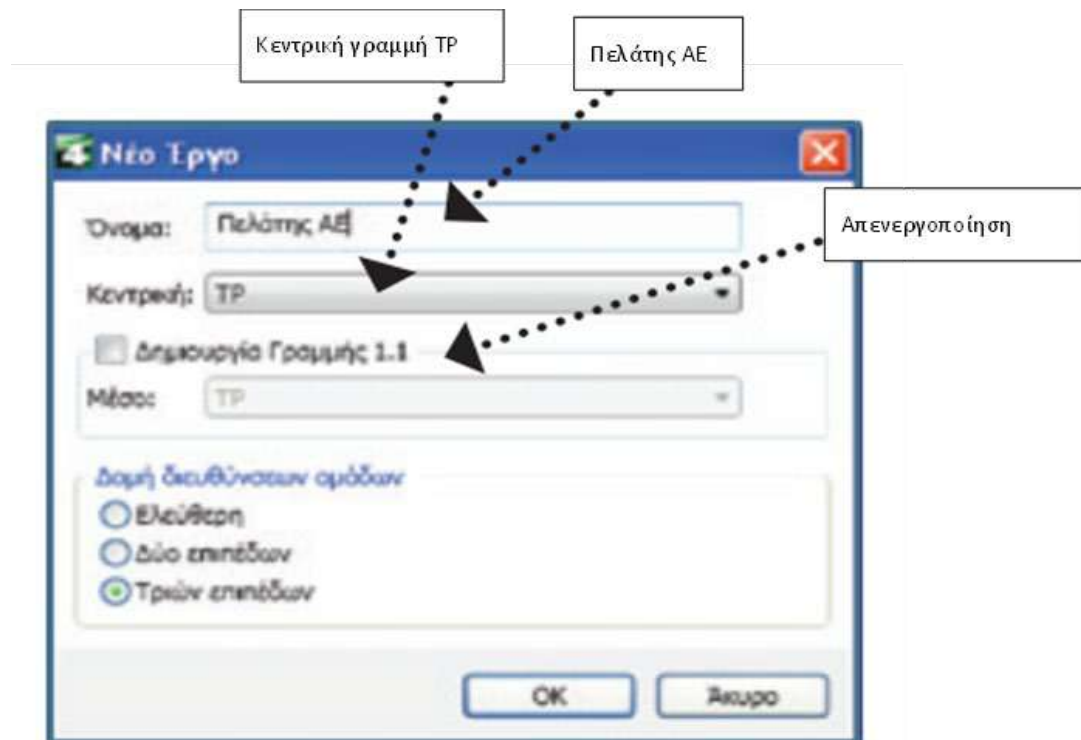 Κεντρική γραμμή TP
Πελάτης ΑΕ
Νέο Έργο
Όνομα: Πελάτης ΑΕ
Απενεργοποίηση
Κεντρική: TP
Δημιουργία Γραμμής 1.1
Μέσο: TP
Δομή διευθύνσεων ομάδων
Ελεύθερη
Δύο επιπέδων
Τριών επιπέδων
OK Άκυρο